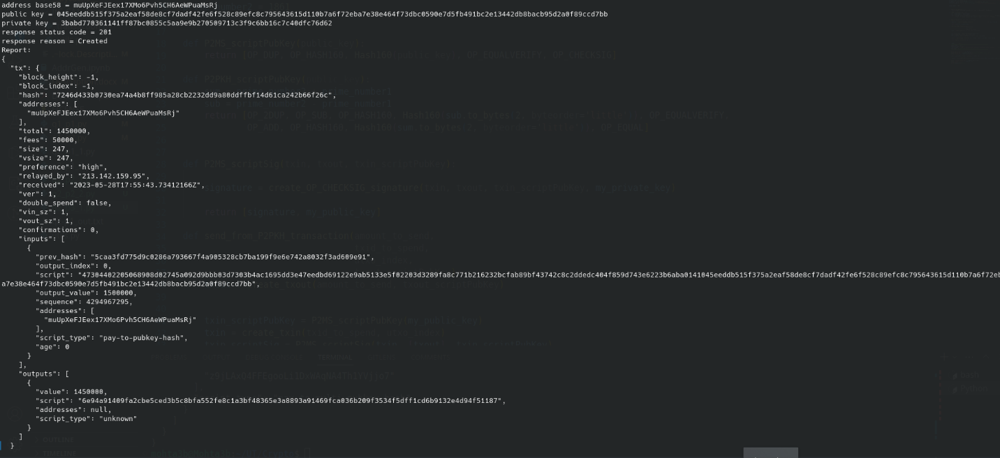 address base58 = muUpXeFJEex17XMo6Pvh5CH6AeWPuaMsRj
public key = 045eeddb515f375a2eaf58de8cf7dadf42fe6f528c89efc8c795643615d110b7a6f72eba7e38e464f73dbc0590e7d5fb491bc2e13442db8bacb95d2a0f89ccd7bb
private key = 3babd770361141ff87bc0855c5aa9e9b270509713c3f9c6bb16c7c40dfc76d62
response status code = 201
response reason = Created
Report:
{
"tx": {
"block_height": -1,
"block_index": -1,
"hash": "7246d433b0730ea74a4b8ff985a28cb2232dd9a80ddffbf14d61ca242b66f26c",
"addresses": [
"muUpXeFJEex17XMo6Pvh5CH6AeWPuaMsRj"
],
"total": 1450000,
"fees": 50000,
"size": 247,
"vsize": 247,
"preference": "high",
"relayed_by": "213.142.159.95",
"received": "2023-05-28T17:55:43.73412166Z",
"ver": 1,
"double_spend": false,
"vin_sz": 1,
"vout_sz": 1,
"confirmations": 0,
"inputs": [
{
"prev_hash": "5caa3fd775d9c0286a793667f4a905328cb7ba199f9e6e742a8032f3ad609e91",
"output_index": 0,
"script": "47304402205068908d02745a092d9bbb03d7303b4ac1695dd3e47eedbd69122e9ab5133e5f02203d3289fa8c771b216232bcfab89bf43742c8c2ddedc404f859d743e6223b6aba0141045eeddb515f375a2eaf58de8cf7dadf42fe6f528c89efc8c795643615d110b7a6f72eb
a7e38e464f73dbc0590e7d5fb491bc2e13442db8bacb95d2a0f89ccd7bb",
"output_value": 1500000,
"sequence": 4294967295,
"addresses": [
"muUpXeFJEex17XMo6Pvh5CH6AeWPuaMsRj"
],
"script_type": "pay-to-pubkey-hash",
"age": 0
}
],
"outputs": [
{
"value": 1450000,
"script": "6e94a91409fa2cbe5ced3b5c8bfa552fe8c1a3bf48365e3a8893a91469fca036b209f3534f5dff1cd6b9132e4d94f51187",
"addresses": null,
"script_type": "unknown"
}
]
}